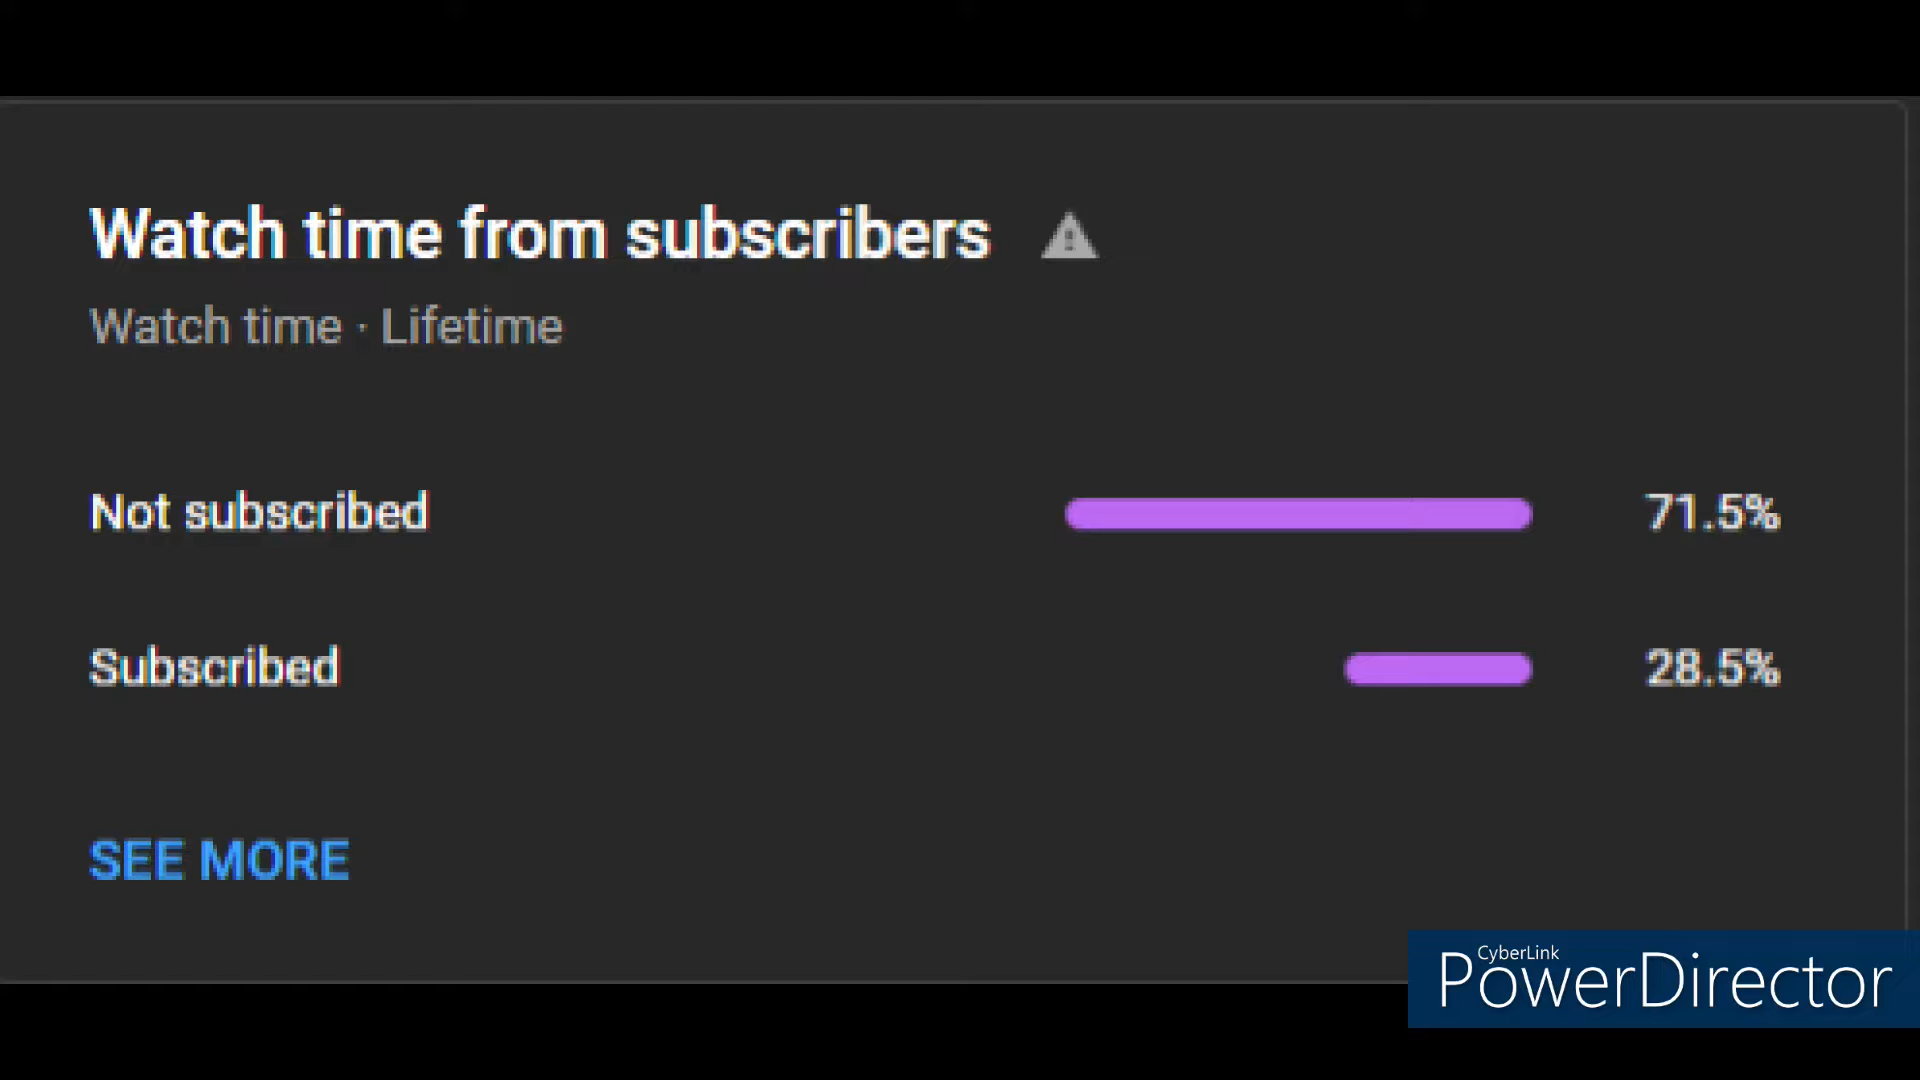 Watch time from subscribers
Watch time · Lifetime
Not subscribed 71.5%
Subscribed 28.5%
SEE MORE
CyberLink
PowerDirector